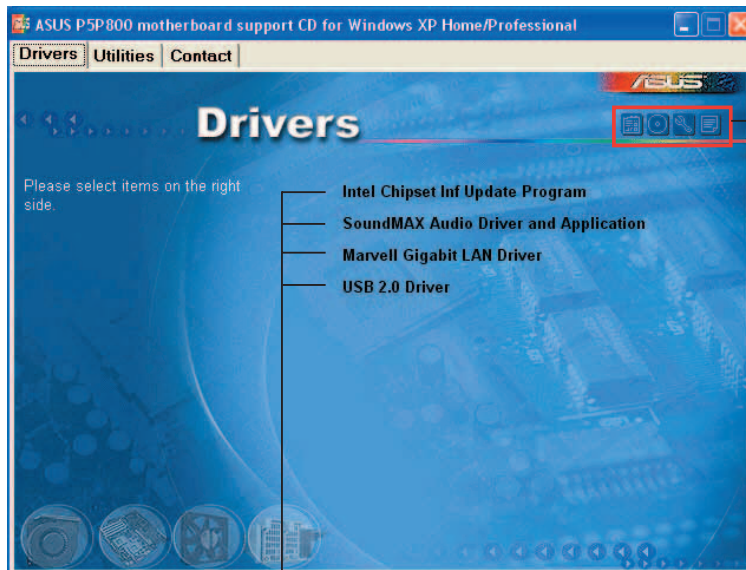 ASUS P5P800 motherboard support CD for Windows XP Home/Professional
Drivers Utilities Contact
ASUS
Drivers
Please select items on the right
side.
Intel Chipset Inf Update Program
SoundMAX Audio Driver and Application
Marvell Gigabit LAN Driver
USB 2.0 Driver